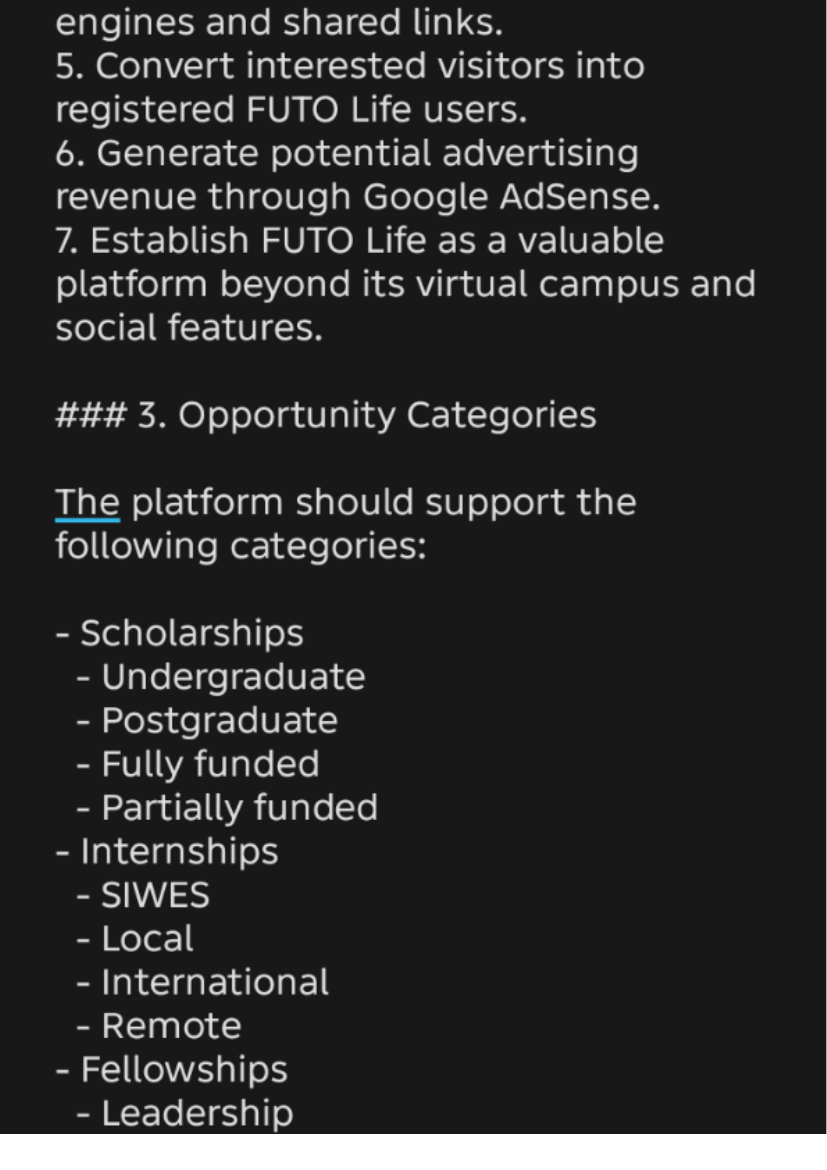 engines and shared links.
5. Convert interested visitors into
registered FUTO Life users.
6. Generate potential advertising
revenue through Google AdSense.
7. Establish FUTO Life as a valuable
platform beyond its virtual campus and
social features.
### 3. Opportunity Categories
The platform should support the
following categories:
- Scholarships
- Undergraduate
- Postgraduate
- Fully funded
- Partially funded
- Internships
- SIWES
- Local
- International
- Remote
- Fellowships
- Leadership